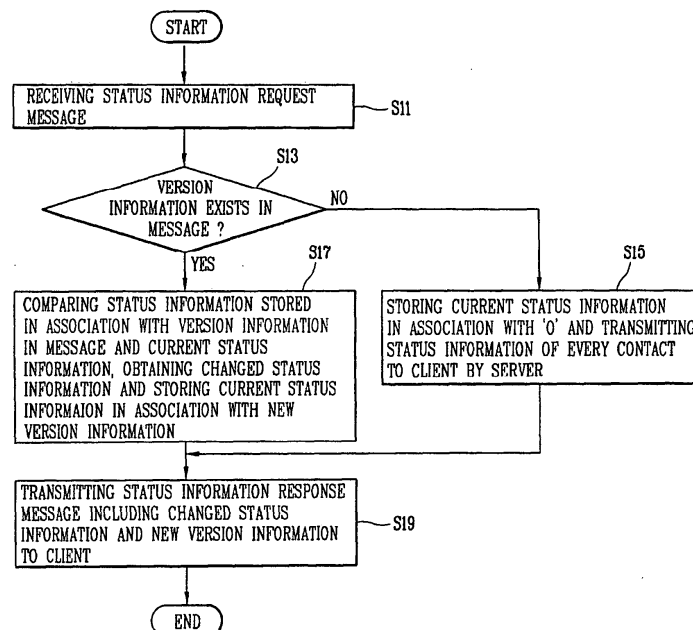 START
RECEIVING STATUS INFORMATION REQUEST
MESSAGE
S11
S13
VERSION
INFORMATION EXISTS IN
MESSAGE ?
NO
YES
S17
COMPARING STATUS INFORMATION STORED
IN ASSOCIATION WITH VERSION INFORMATION
IN MESSAGE AND CURRENT STATUS
INFORMATION, OBTAINING CHANGED STATUS
INFORMATION AND STORING CURRENT STATUS
INFORMAION IN ASSOCIATION WITH NEW
VERSION INFORMATION
S15
STORING CURRENT STATUS INFORMATION
IN ASSOCIATION WITH 'O' AND TRANSMITTING
STATUS INFORMATION OF EVERY CONTACT
TO CLIENT BY SERVER
TRANSMITTING STATUS INFORMATION RESPONSE
MESSAGE INCLUDING CHANGED STATUS
INFORMATION AND NEW VERSION INFORMATION
TO CLIENT
S19
END